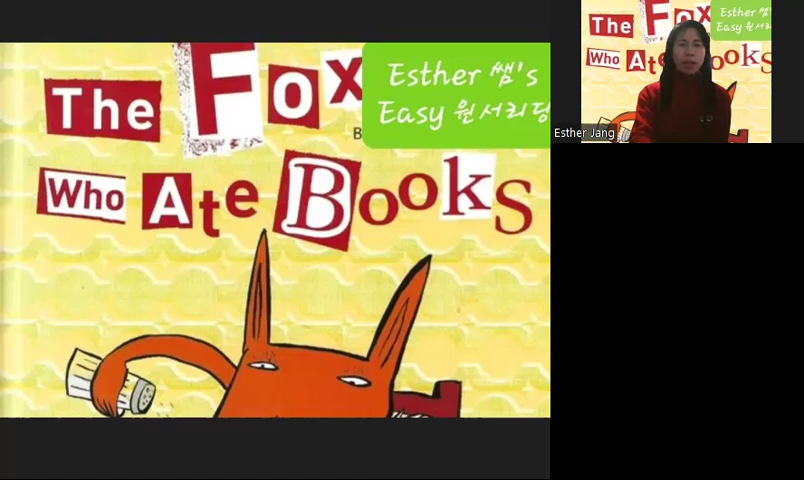 The Fox
Who Ate Books
B
Esther 쌤's
Easy 원서리딩
The Fox
Who Ate Books
Esther 쌤's
Easy 원서리딩
Esther Jang